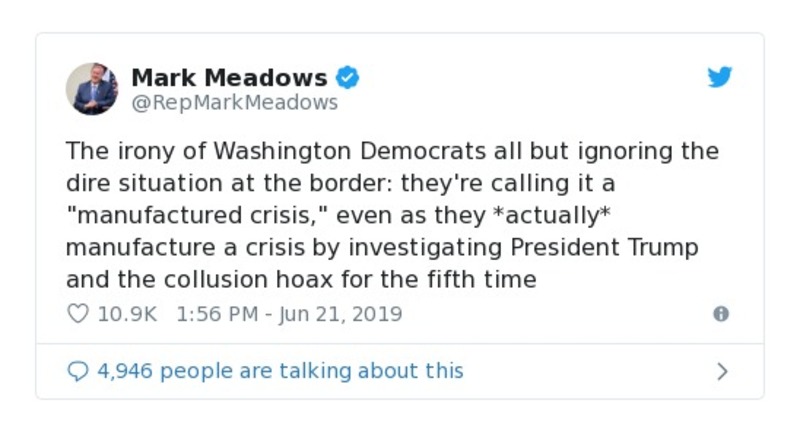 Mark Meadows
@RepMarkMeadows
The irony of Washington Democrats all but ignoring the
dire situation at the border: they're calling it a
"manufactured crisis," even as they *actually*
manufacture a crisis by investigating President Trump
and the collusion hoax for the fifth time
10.9K 1:56 PM - Jun 21, 2019
4,946 people are talking about this